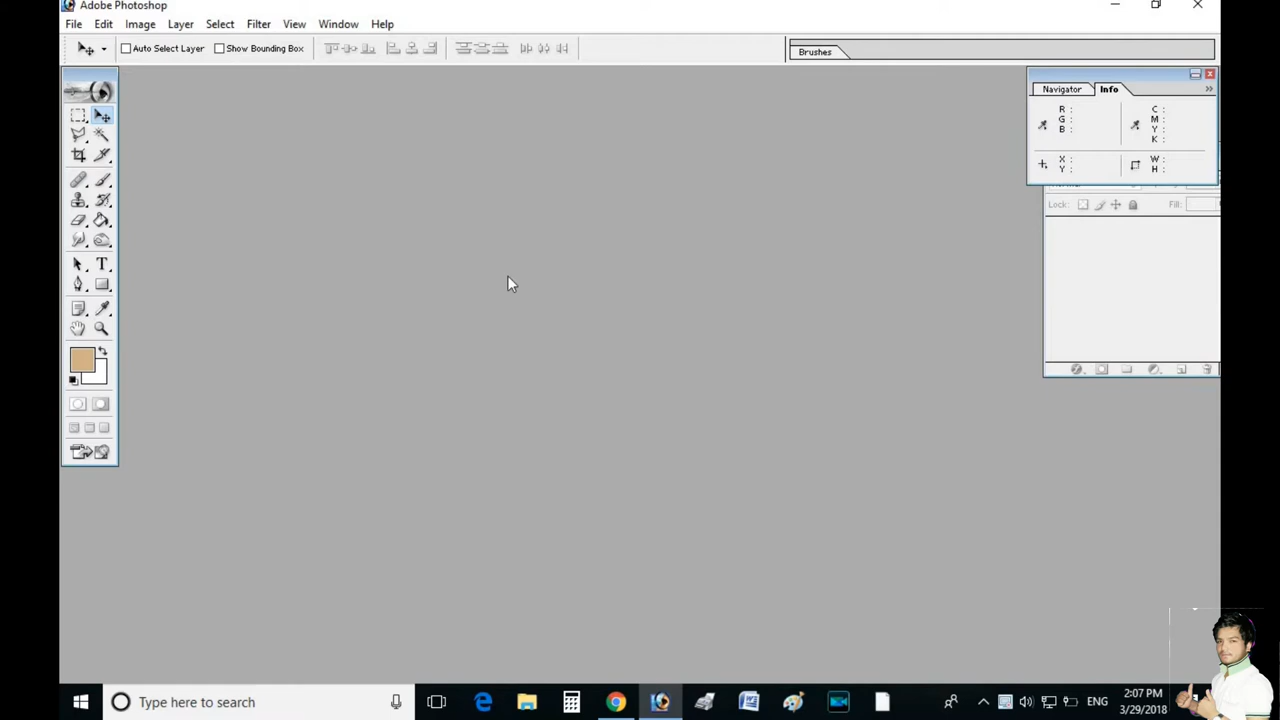 Adobe Photoshop
File Edit Image Layer Select Filter View Window Help
Auto Select Layer Show Bounding Box Brushes
Navigator Info
R : C :
G : M :
B : Y :
K :
X : W :
Y : H :
Lock: Fill:
T
Type here to search
ENG
2:07 PM
3/29/2018